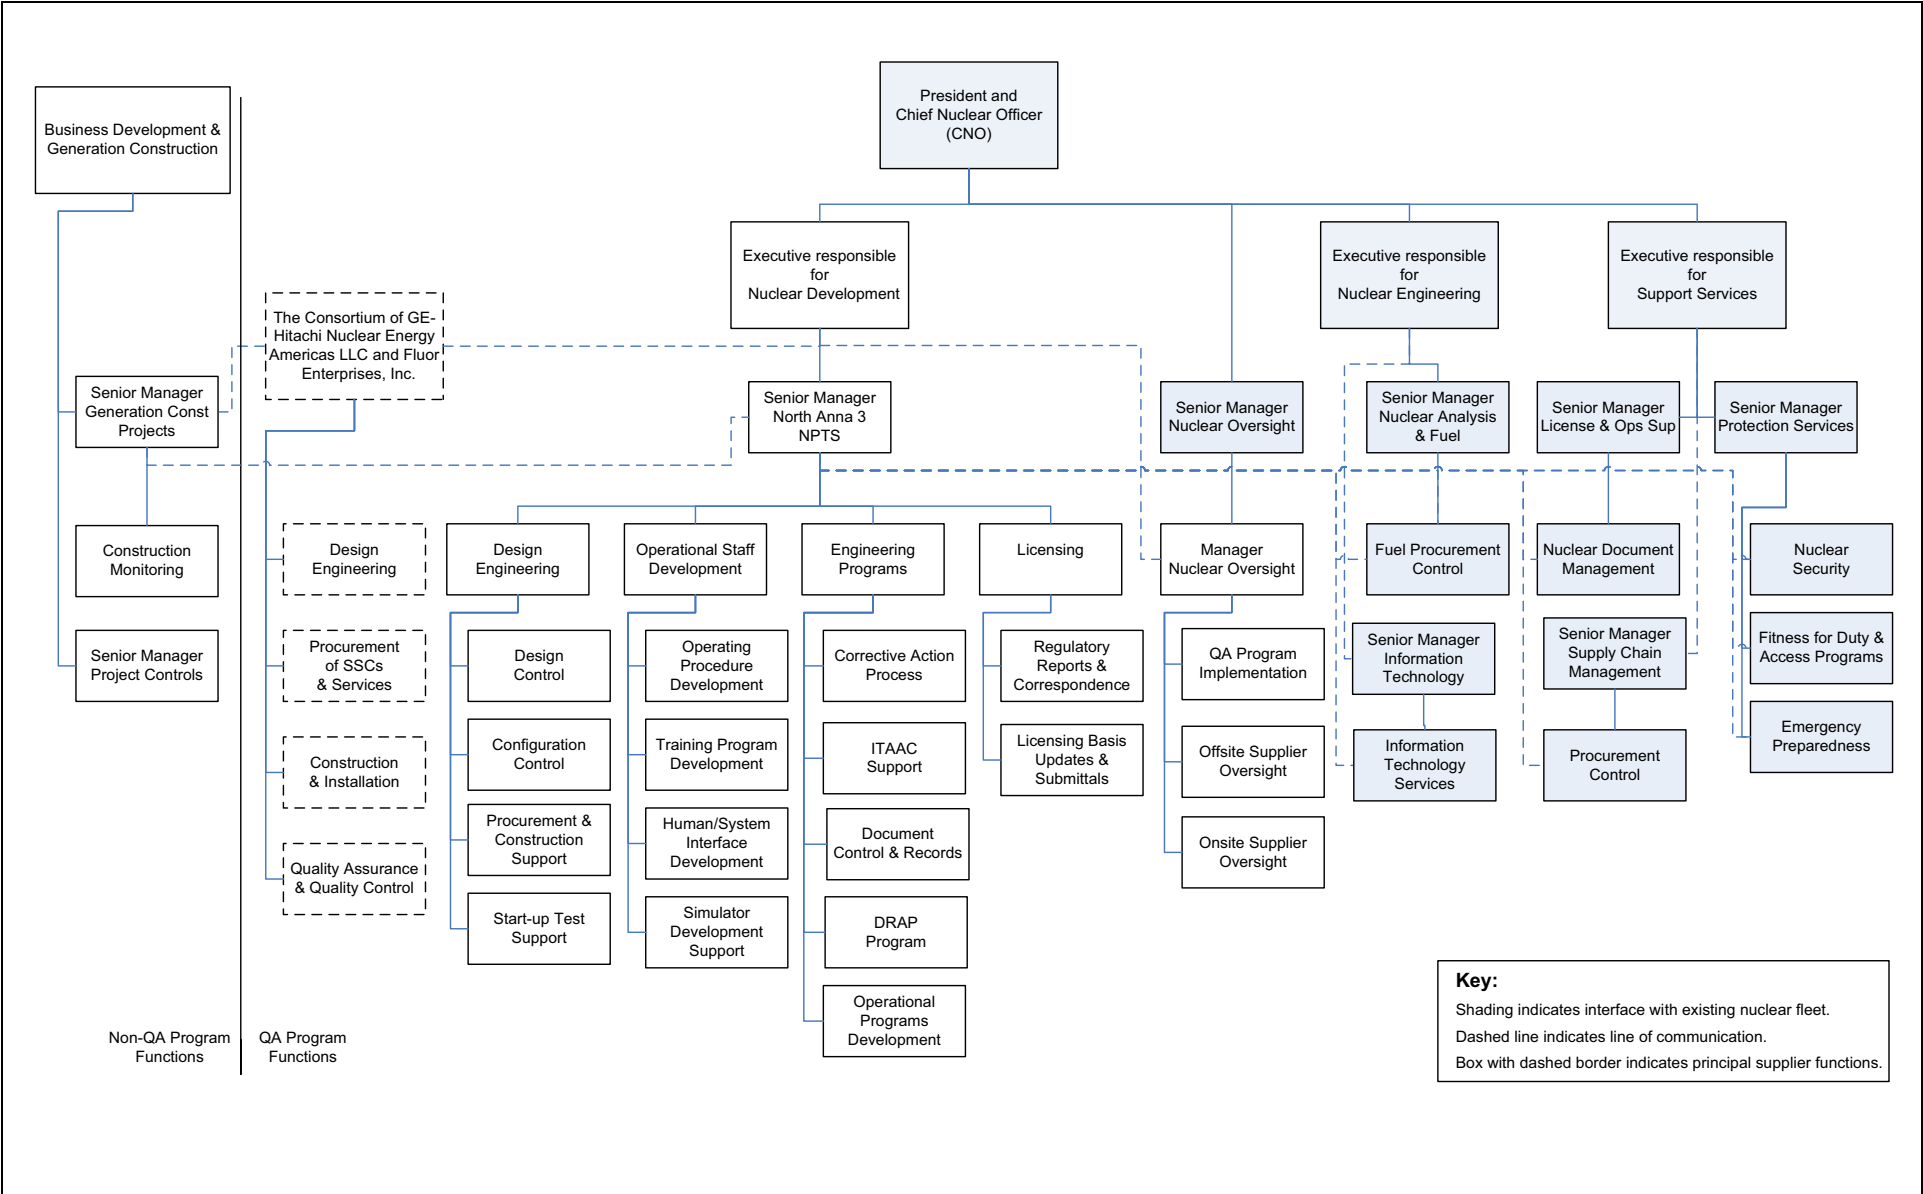 President and
Chief Nuclear Officer
(CNO)
Business Development &
Generation Construction
Executive responsible
for
Nuclear Development
Executive responsible
for
Nuclear Engineering
Executive responsible
for
Support Services
The Consortium of GE-
Hitachi Nuclear Energy
Americas LLC and Fluor
Enterprises, Inc.
Senior Manager
Generation Const
Projects
Senior Manager
North Anna 3
NPTS
Senior Manager
Nuclear Oversight
Senior Manager
Nuclear Analysis
& Fuel
Senior Manager
License & Ops Sup
Senior Manager
Protection Services
Construction
Monitoring
Design
Engineering
Design
Engineering
Operational Staff
Development
Engineering
Programs
Licensing
Manager
Nuclear Oversight
Fuel Procurement
Control
Nuclear Document
Management
Nuclear
Security
Senior Manager
Project Controls
Procurement
of SSCs
& Services
Design
Control
Operating
Procedure
Development
Corrective Action
Process
Regulatory
Reports &
Correspondence
QA Program
Implementation
Senior Manager
Information
Technology
Senior Manager
Supply Chain
Management
Fitness for Duty &
Access Programs
Construction
& Installation
Configuration
Control
Training Program
Development
ITAAC
Support
Licensing Basis
Updates &
Submittals
Offsite Supplier
Oversight
Information
Technology
Services
Procurement
Control
Emergency
Preparedness
Quality Assurance
& Quality Control
Procurement &
Construction
Support
Human/System
Interface
Development
Document
Control & Records
Onsite Supplier
Oversight
Start-up Test
Support
Simulator
Development
Support
DRAP
Program
Operational
Programs
Development
Non-QA Program
Functions
QA Program
Functions
Key:
Shading indicates interface with existing nuclear fleet.
Dashed line indicates line of communication.
Box with dashed border indicates principal supplier functions.